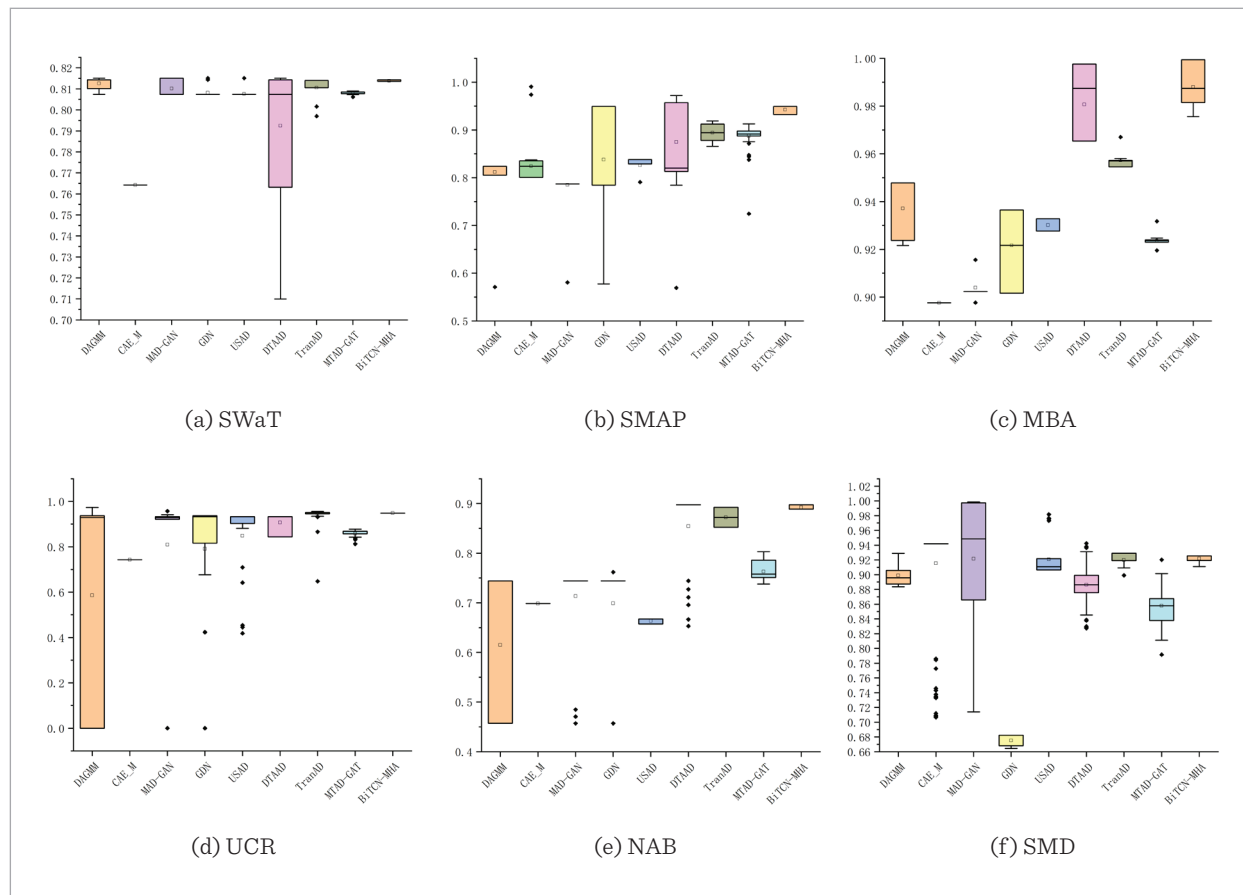 0.82
0.81
0.80
0.79
0.78
0.77
0.76
0.75
0.74
0.73
0.72
0.71
0.70
DAGMM
CAE_M
MAD-GAN
GDN
USAD
DTAAD
TranAD
MTAD-GAT
BiTCN-MHA
(a) SWaT
1.0
0.9
0.8
0.7
0.6
0.5
DAGMM
CAE_M
MAD-GAN
GDN
USAD
DTAAD
TranAD
MTAD-GAT
BiTCN-MHA
(b) SMAP
1.00
0.98
0.96
0.94
0.92
0.90
DAGMM
CAE_M
MAD-GAN
GDN
USAD
DTAAD
TranAD
MTAD-GAT
BiTCN-MHA
(c) MBA
1.0
0.8
0.6
0.4
0.2
0.0
DAGMM
CAE_M
MAD-GAN
GDN
USAD
DTAAD
TranAD
MTAD-GAT
BiTCN-MHA
(d) UCR
0.9
0.8
0.7
0.6
0.5
0.4
DAGMM
CAE_M
MAD-GAN
GDN
USAD
DTAAD
TranAD
MTAD-GAT
BiTCN-MHA
(e) NAB
1.02
1.00
0.98
0.96
0.94
0.92
0.90
0.88
0.86
0.84
0.82
0.80
0.78
0.76
0.74
0.72
0.70
0.68
0.66
DAGMM
CAE_M
MAD-GAN
GDN
USAD
DTAAD
TranAD
MTAD-GAT
BiTCN-MHA
(f) SMD